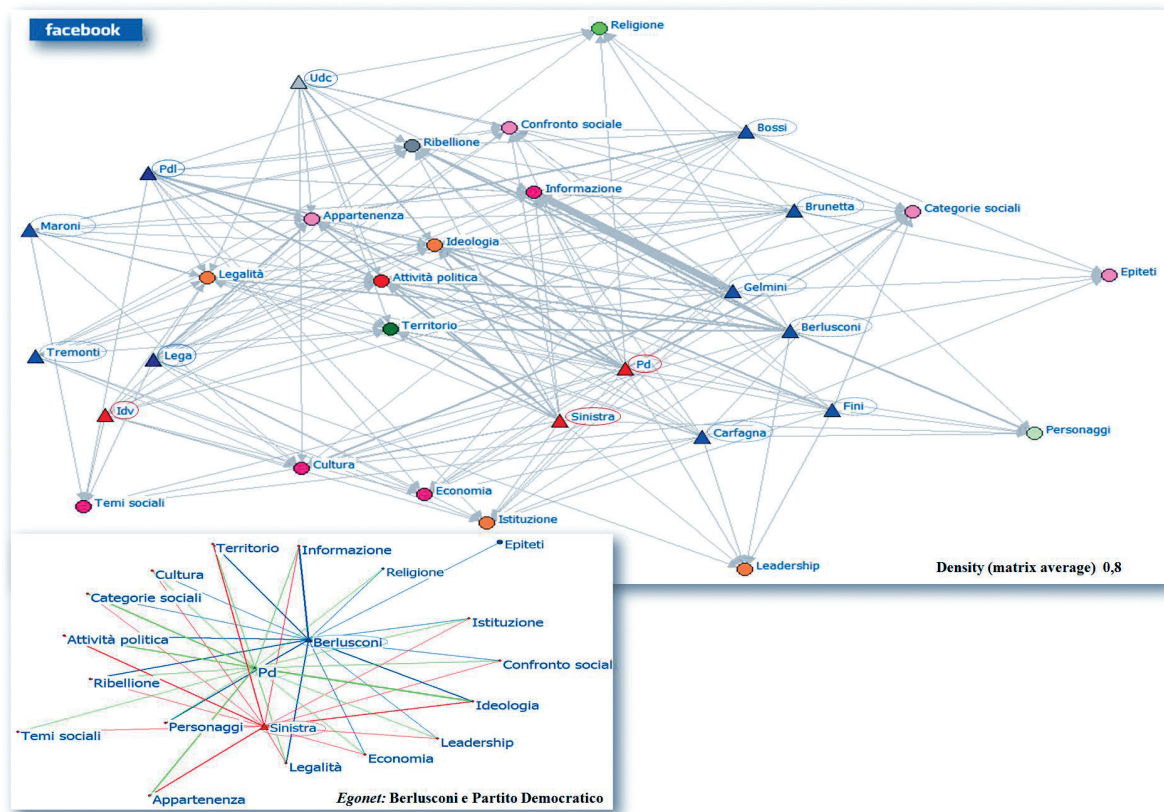 facebook
Religione
Udc
Confronto sociale
Bossi
Ribellione
Pdl
Informazione
Brunetta
Categorie sociali
Maroni
Appartenenza
Ideologia
Legalità
Attività politica
Gelmini
Epiteti
Territorio
Berlusconi
Tremonti
Lega
Pd
Idv
Sinistra
Fini
Carfagna
Personaggi
Cultura
Temi sociali
Economia
Istituzione
Leadership
Density (matrix average) 0,8
Territorio
Informazione
Epiteti
Cultura
Religione
Categorie sociali
Istituzione
Attività politica
Berlusconi
Confronto social
Pd
Ribellione
Ideologia
Personaggi
Sinistra
Temi sociali
Leadership
Economia
Legalità
Appartenenza
Egonet: Berlusconi e Partito Democratico